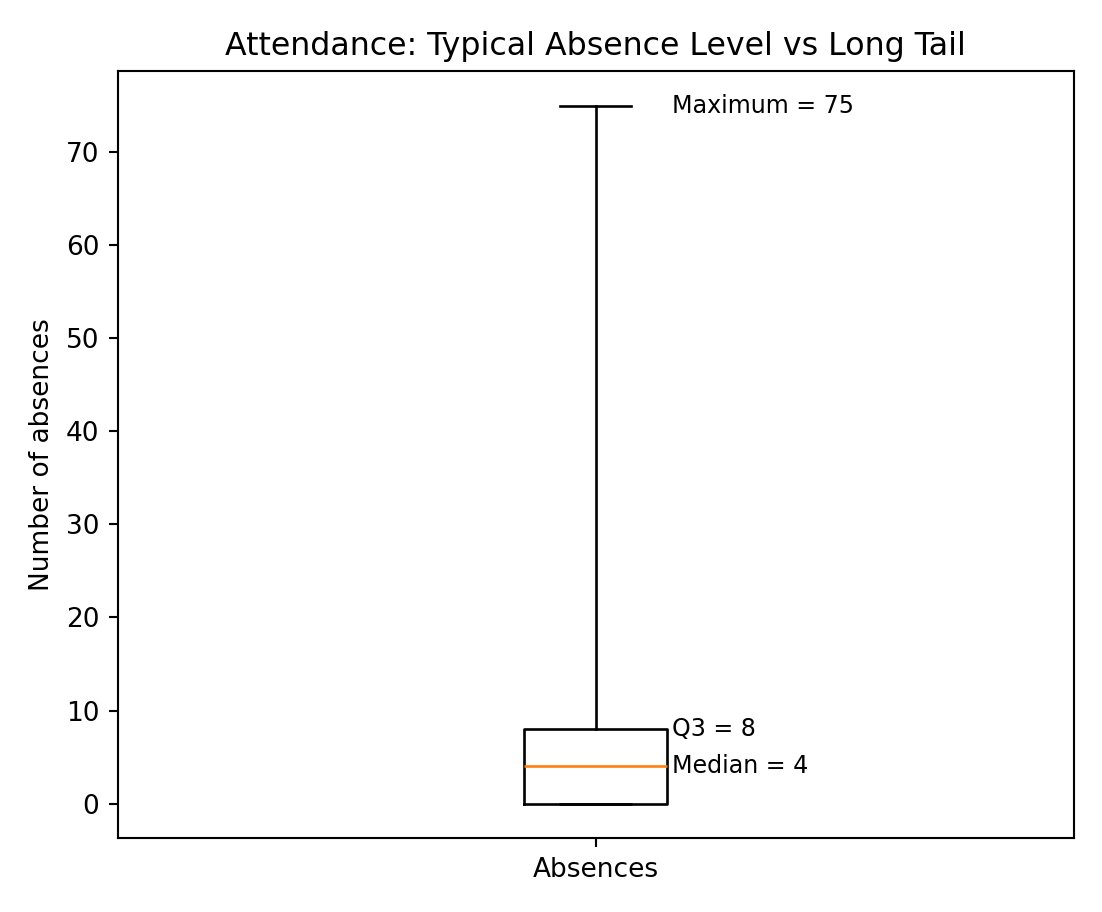 Attendance: Typical Absence Level vs Long Tail
Maximum = 75
70
60
50
40
30
20
10
0
Number of absences
Q3 = 8
Median = 4
Absences